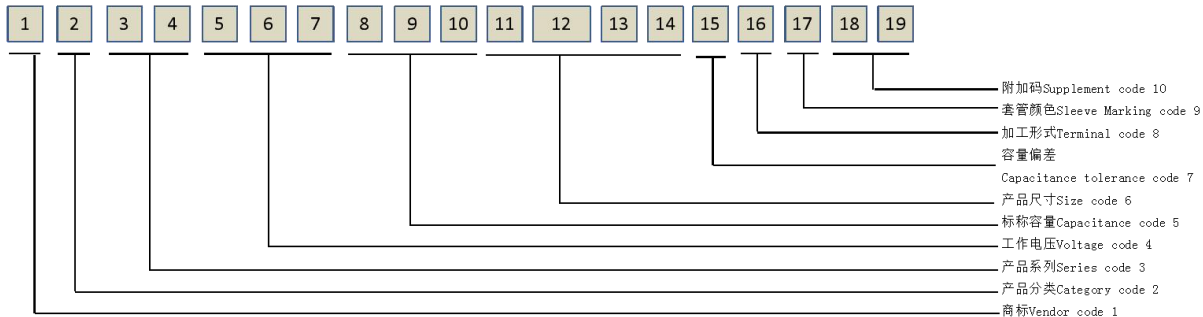 1 2 3 4 5 6 7 8 9 10 11 12 13 14 15 16 17 18 19
附加码Supplement code 10
套管颜色Sleeve Marking code 9
加工形式Terminal code 8
容量偏差
Capacitance tolerance code 7
产品尺寸Size code 6
标称容量Capacitance code 5
工作电压Voltage code 4
产品系列Series code 3
产品分类Category code 2
商标Vendor code 1